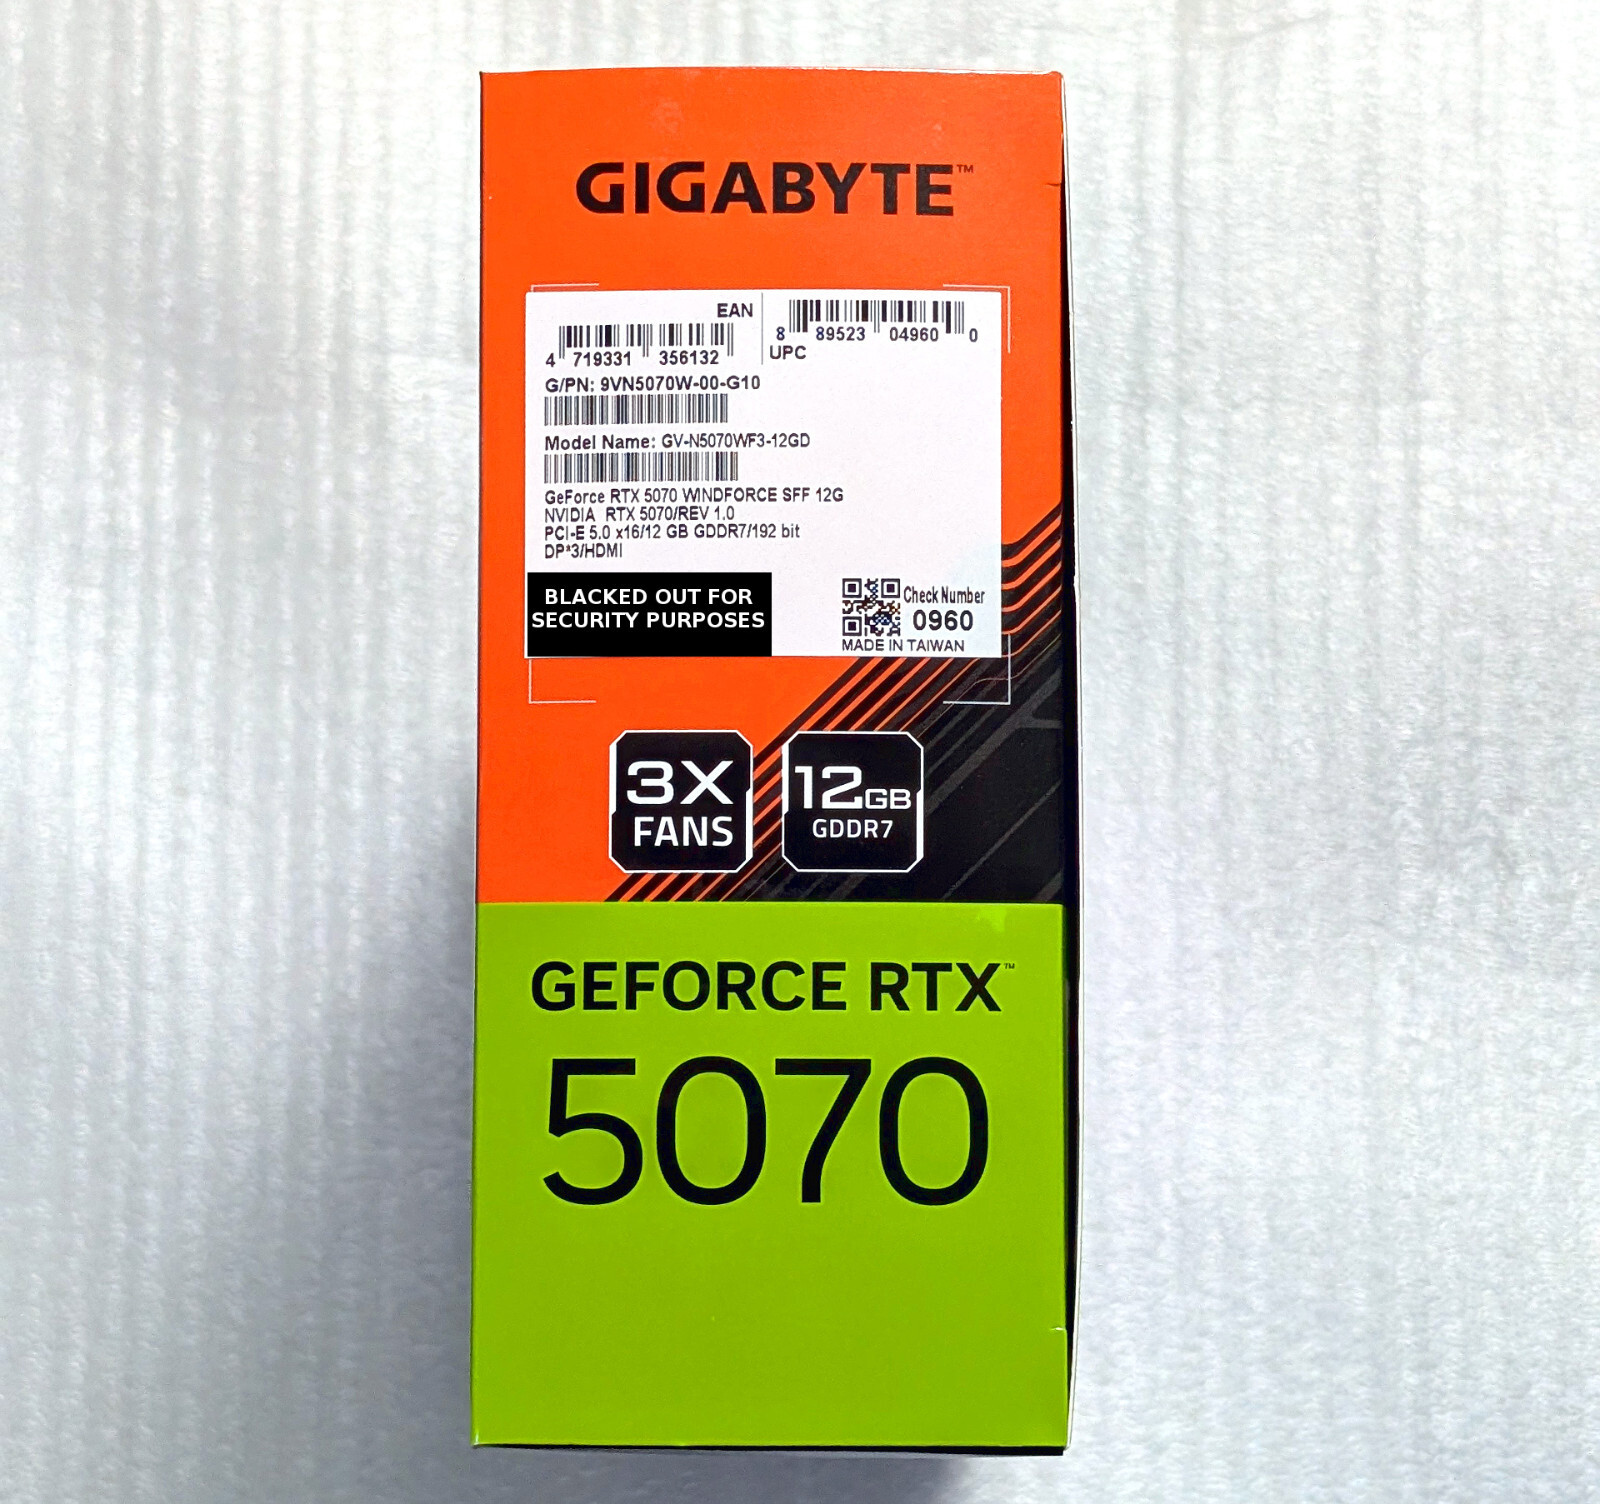 GIGABYTE™
EAN
4 719331 356132
8 89523 04960 0
UPC
G/PN: 9VN5070W-00-G10
Model Name: GV-N5070WF3-12GD
GeForce RTX 5070 WINDFORCE SFF 12G
NVIDIA RTX 5070/REV 1.0
PCI-E 5.0 x16/12 GB GDDR7/192 bit
DP*3/HDMI
BLACKED OUT FOR
SECURITY PURPOSES
Check Number
0960
MADE IN TAIWAN
3X
FANS
12GB
GDDR7
GEFORCE RTX™
5070